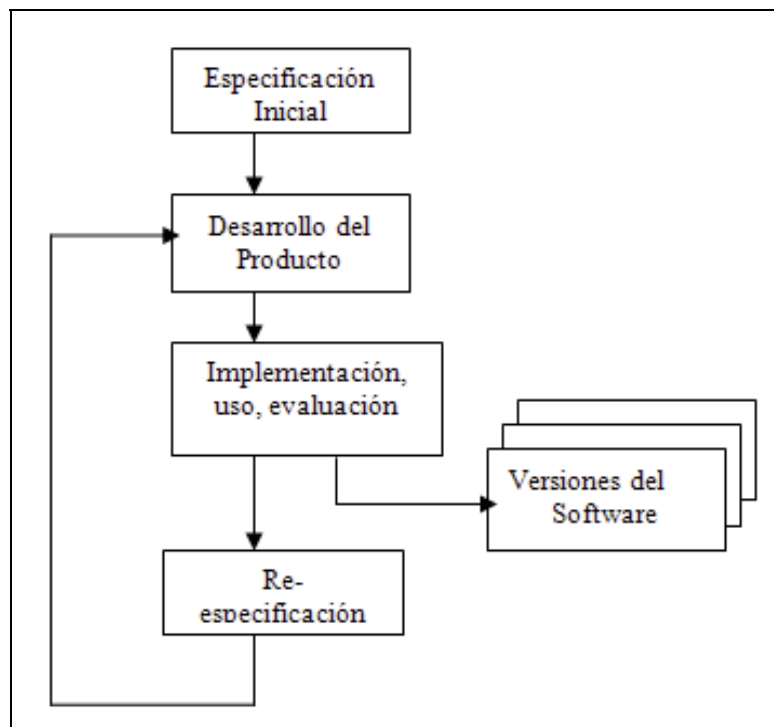 Especificación
Inicial
Desarrollo del
Producto
Implementación,
uso, evaluación
Versiones del
Software
Re-
especificación